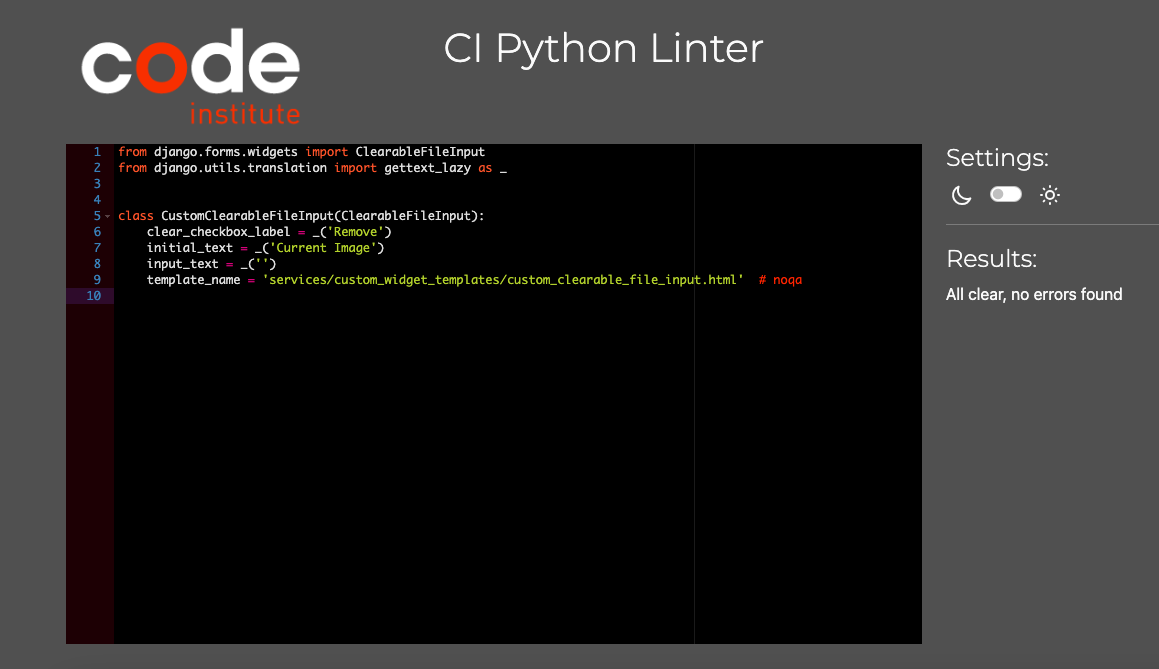 code
institute
CI Python Linter
1 from django.forms.widgets import ClearableFileInput
2 from django.utils.translation import gettext_lazy as _
3
4
5 class CustomClearableFileInput(ClearableFileInput):
6     clear_checkbox_label = _('Remove')
7     initial_text = _('Current Image')
8     input_text = _('')
9     template_name = 'services/custom_widget_templates/custom_clearable_file_input.html'  # noqa
10
Settings:
Results:
All clear, no errors found